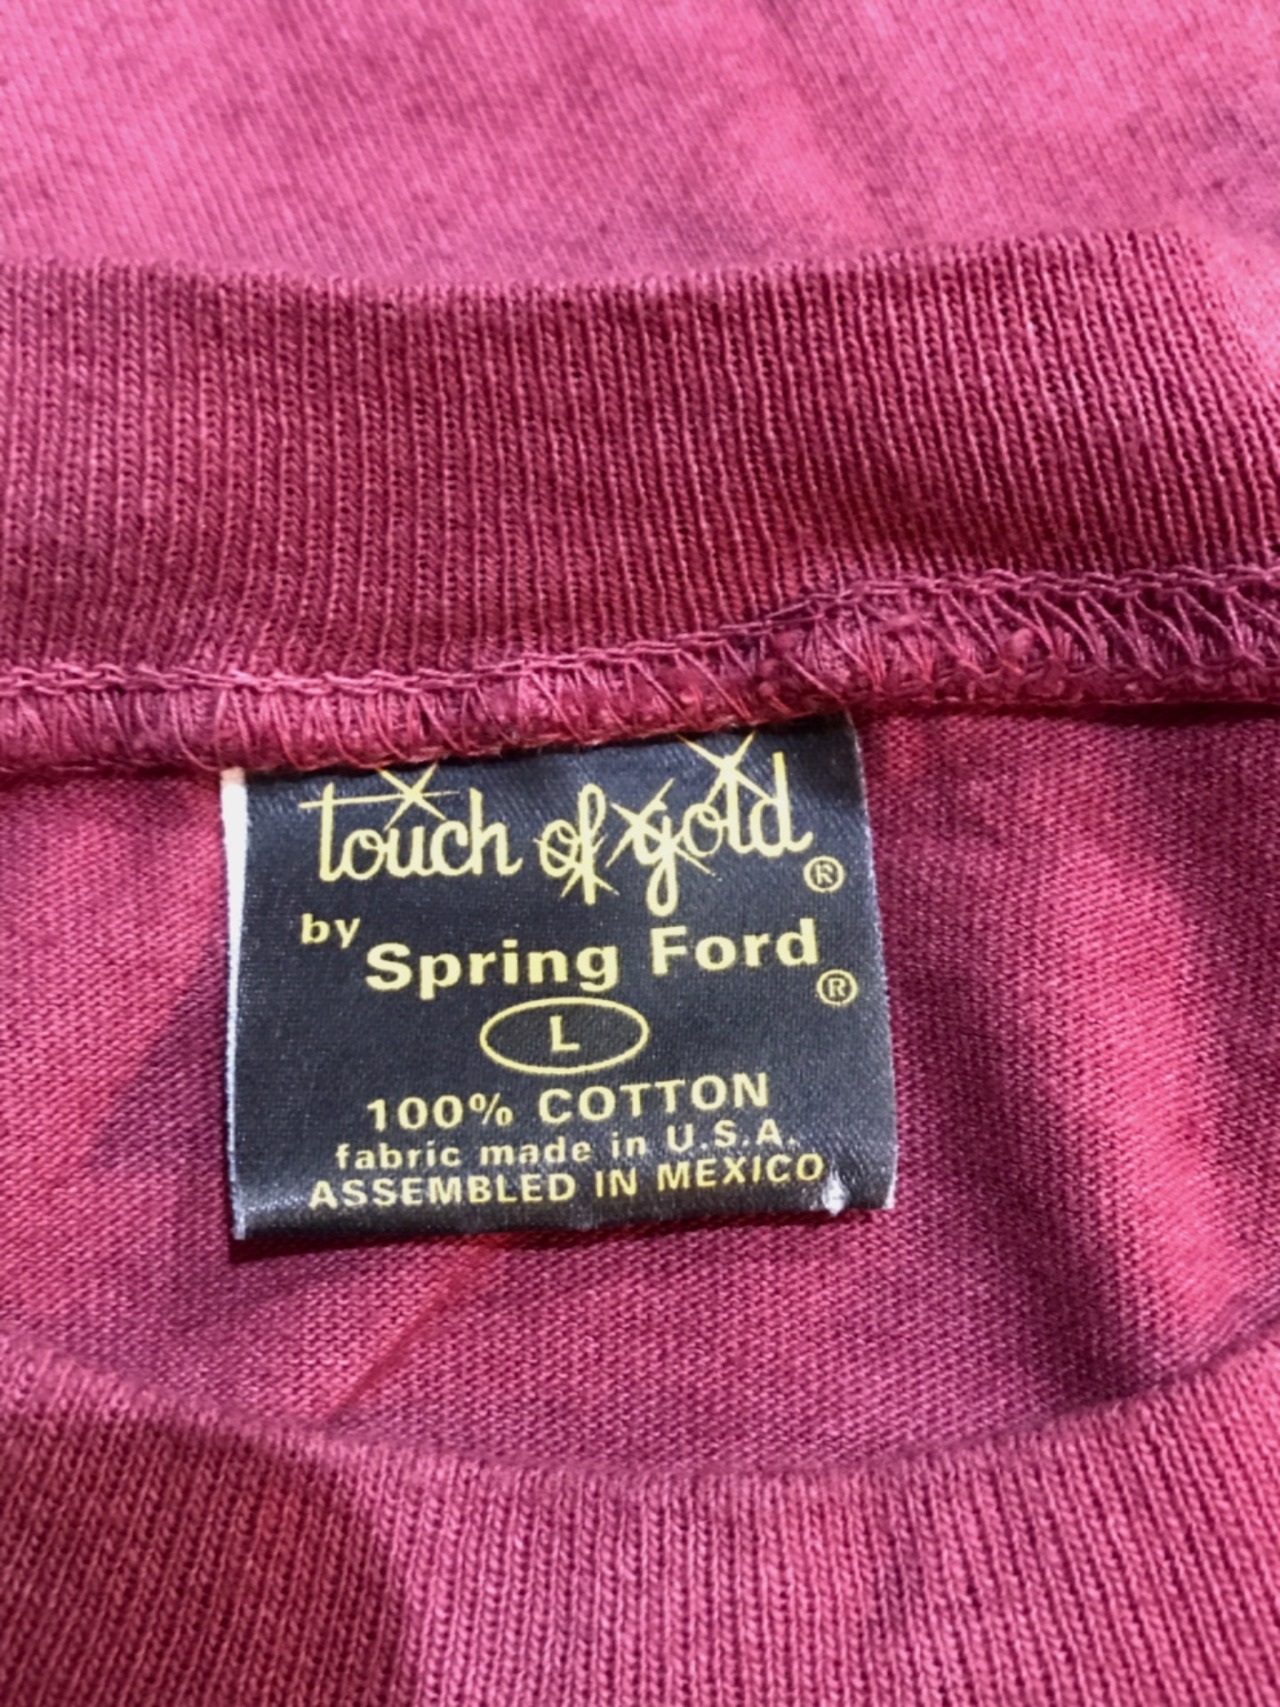 touch of gold®
by Spring Ford®
L
100% COTTON
fabric made in U.S.A.
ASSEMBLED IN MEXICO